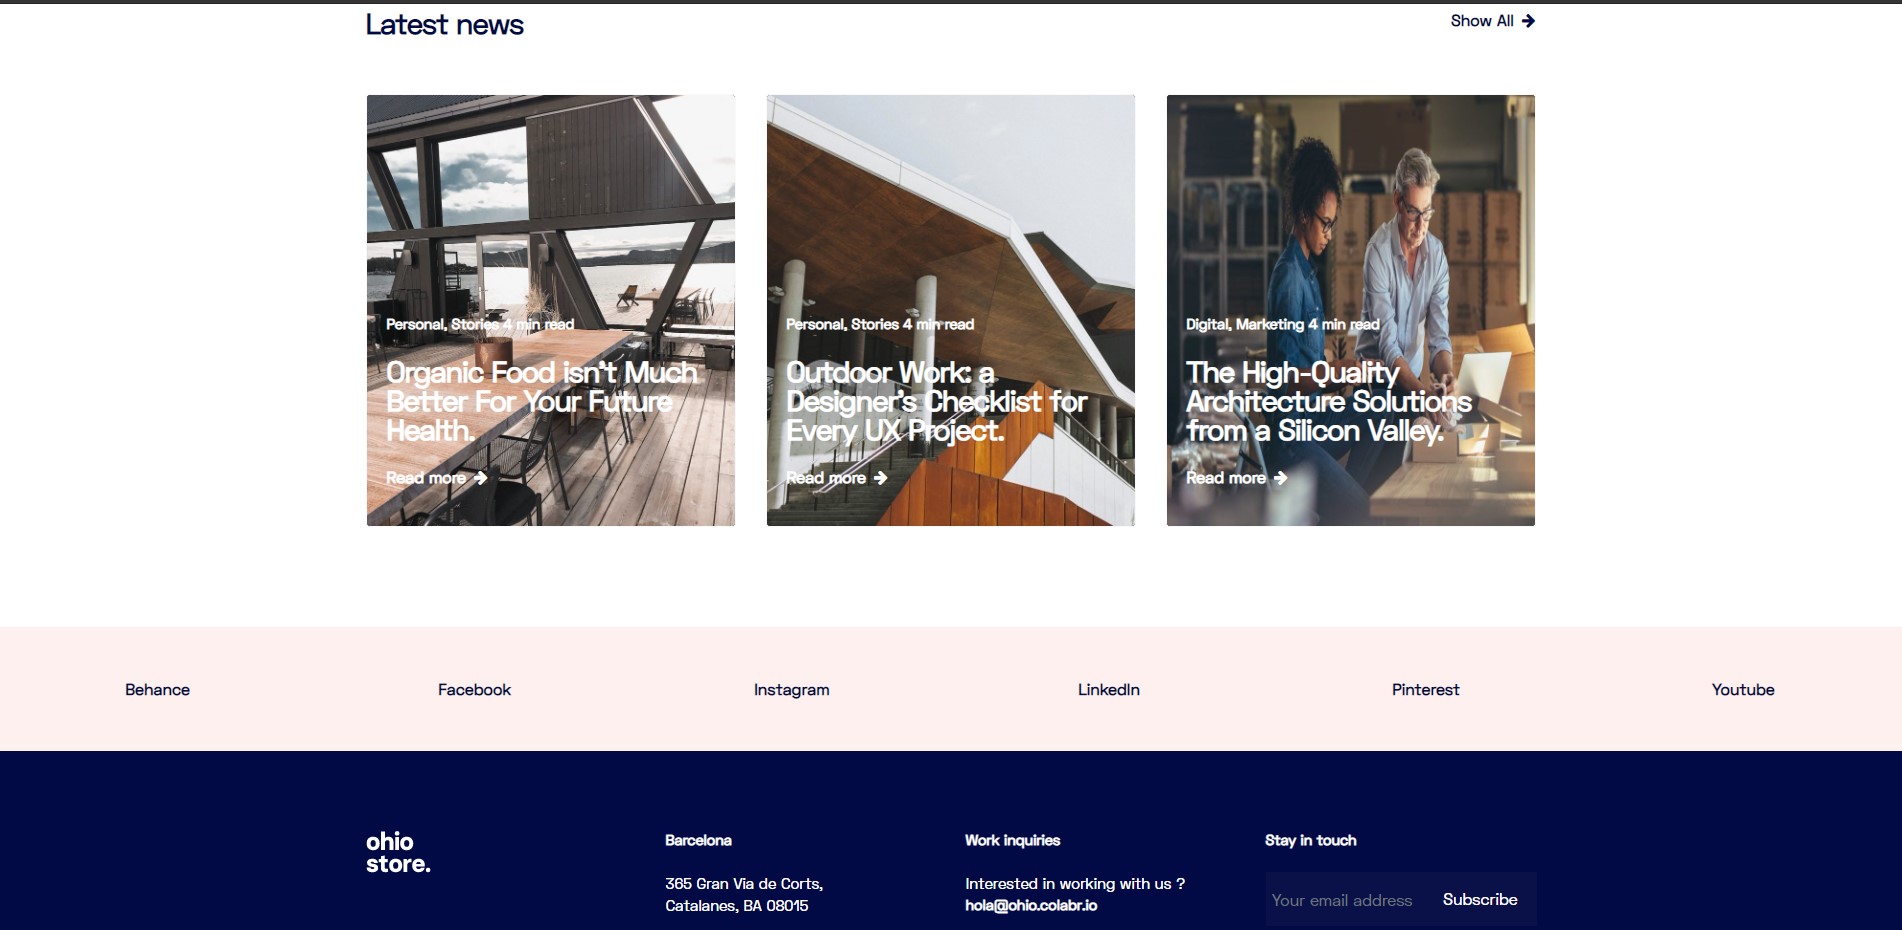 Latest news
Show All
Personal, Stories 4 min read
Organic Food isn't Much
Better For Your Future
Health.
Read more
Personal, Stories 4 min read
Outdoor Work: a
Designer's Checklist for
Every UX Project.
Read more
Digital, Marketing 4 min read
The High-Quality
Architecture Solutions
from a Silicon Valley.
Read more
Behance
Facebook
Instagram
LinkedIn
Pinterest
Youtube
ohio
store.
Barcelona
365 Gran Via de Corts,
Catalanes, BA 08015
Work inquiries
Interested in working with us ?
hola@ohio.colabr.io
Stay in touch
Your email address
Subscribe